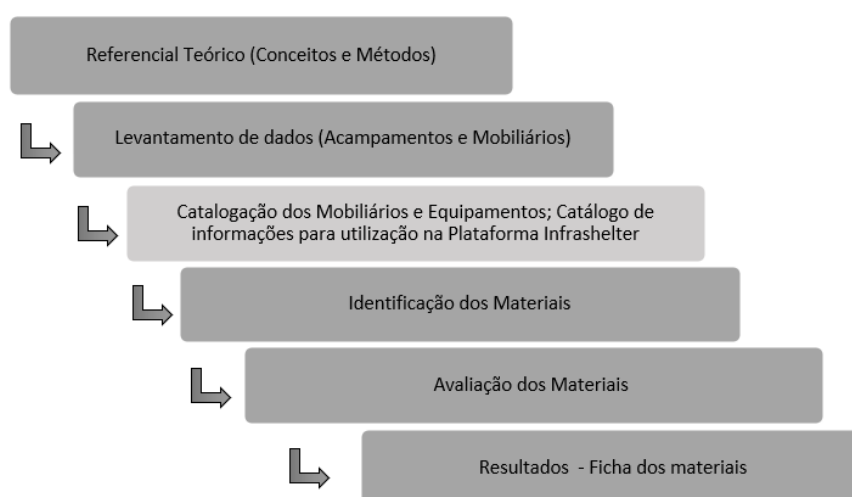 Referencial Teórico (Conceitos e Métodos)
Levantamento de dados (Acampamentos e Mobiliários)
Catalogação dos Mobiliários e Equipamentos; Catálogo de
informações para utilização na Plataforma Infrashelter
Identificação dos Materiais
Avaliação dos Materiais
Resultados - Ficha dos materiais